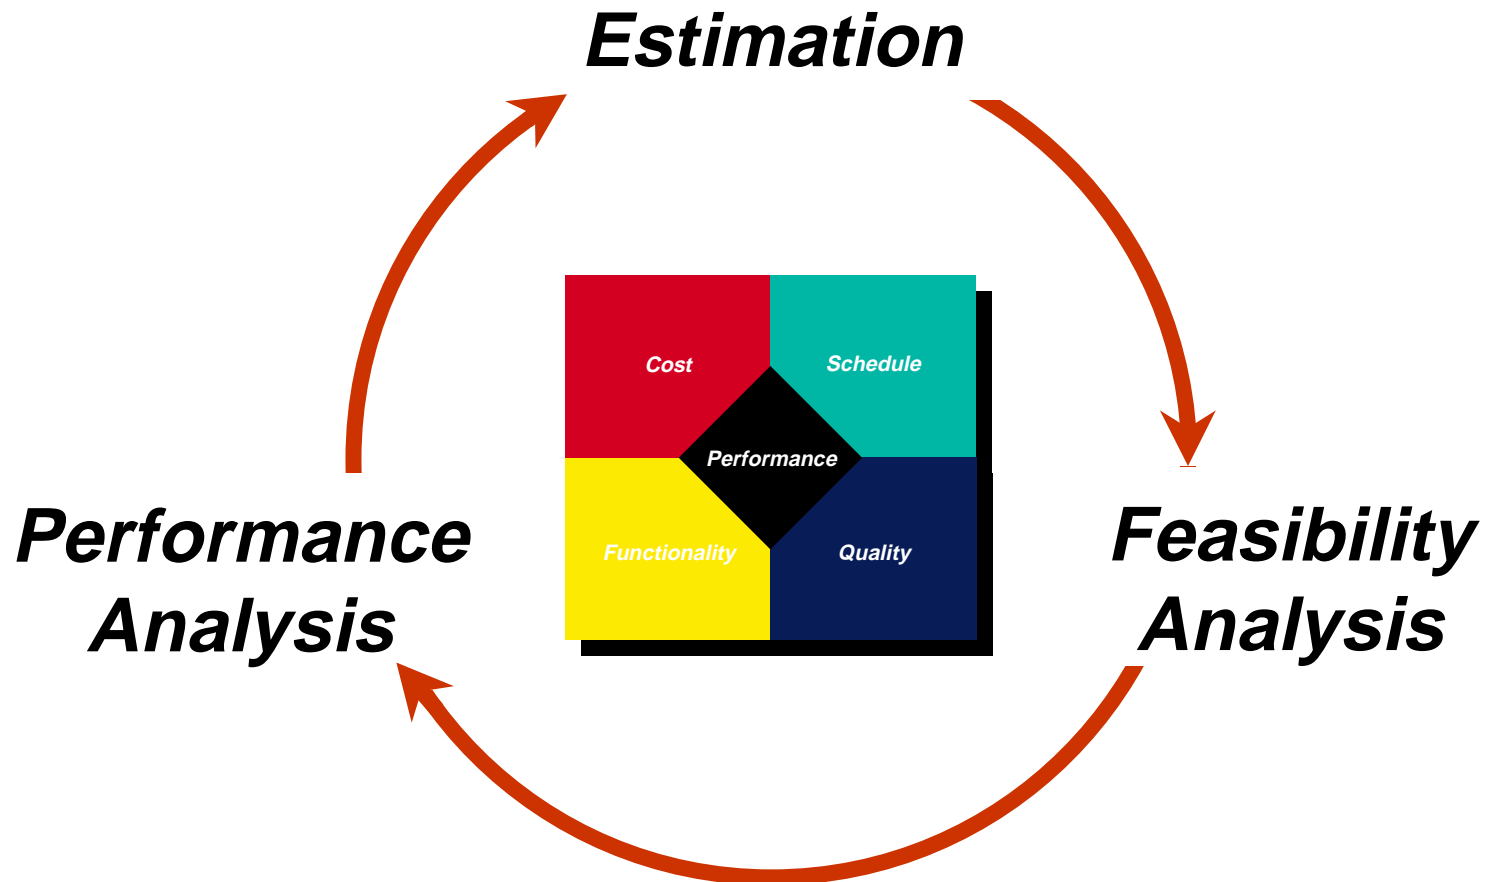 Estimation
Cost
Schedule
Performance
Functionality
Quality
Performance
Analysis
Feasibility
Analysis